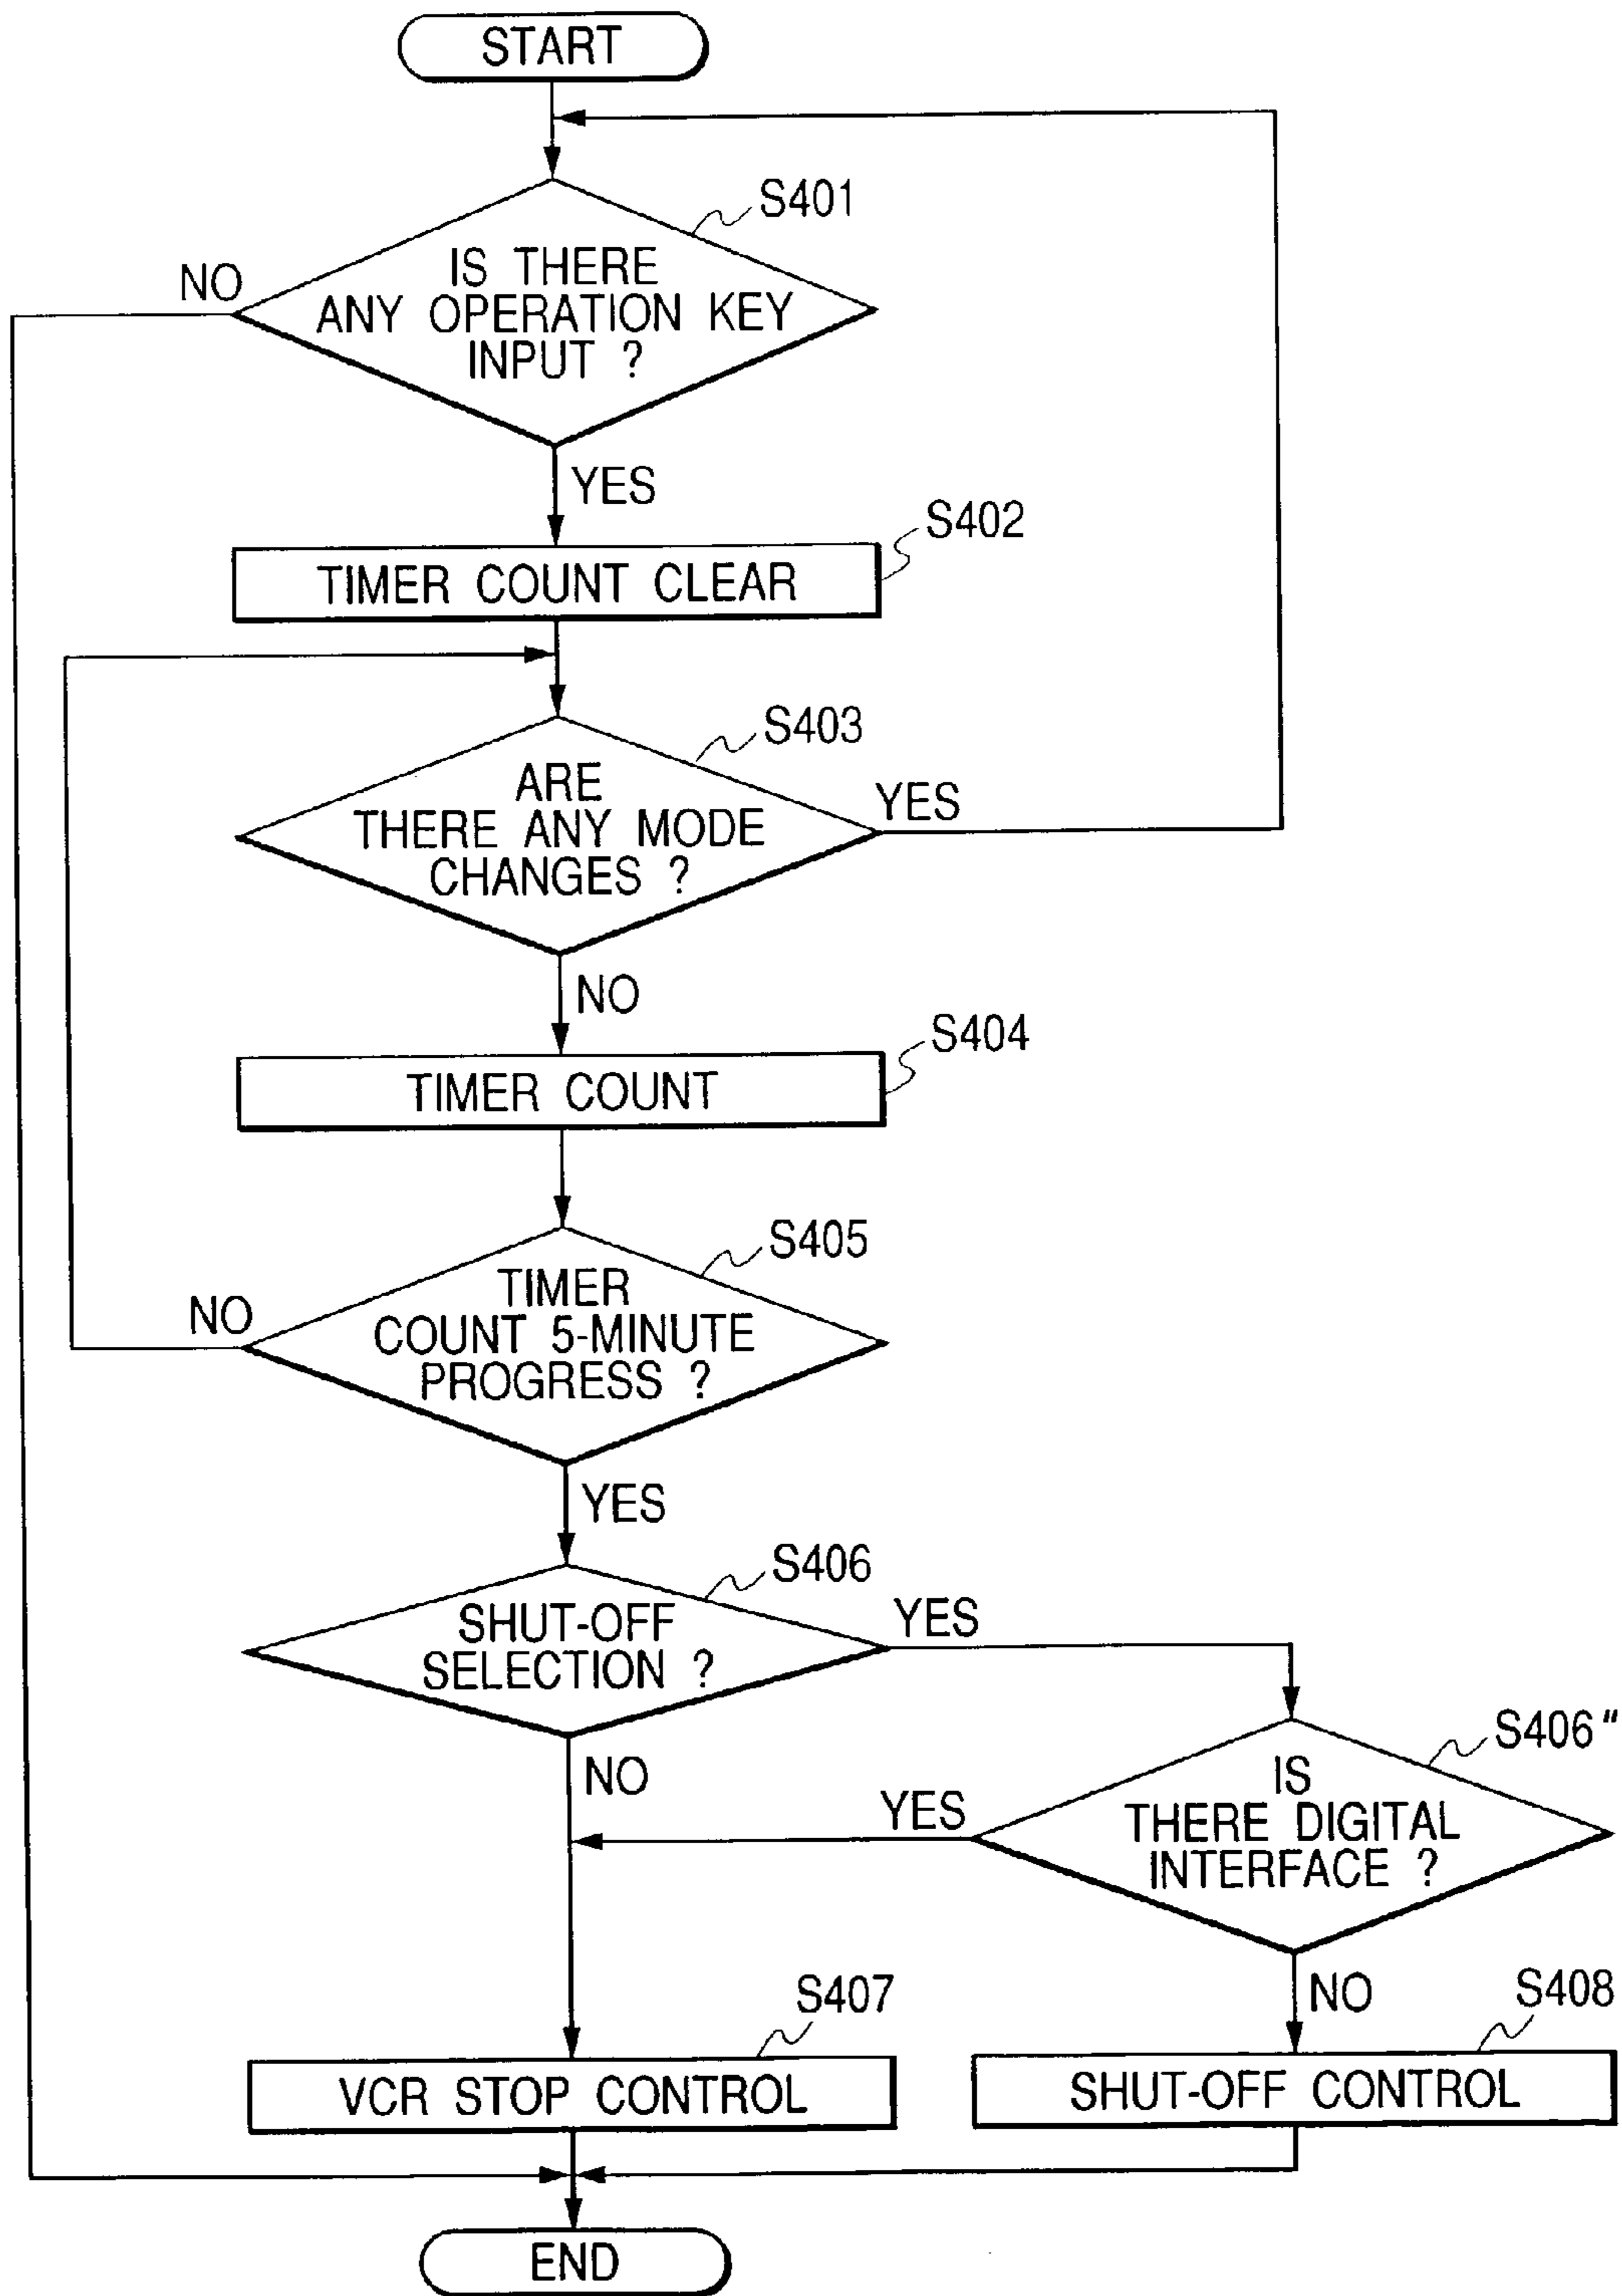 START
S401
NO
IS THERE
ANY OPERATION KEY
INPUT ?
YES
S402
TIMER COUNT CLEAR
S403
ARE
THERE ANY MODE
CHANGES ?
YES
NO
S404
TIMER COUNT
S405
NO
TIMER
COUNT 5-MINUTE
PROGRESS ?
YES
S406
SHUT-OFF
SELECTION ?
YES
NO
S406"
YES
IS
THERE DIGITAL
INTERFACE ?
NO
S407
S408
VCR STOP CONTROL
SHUT-OFF CONTROL
END